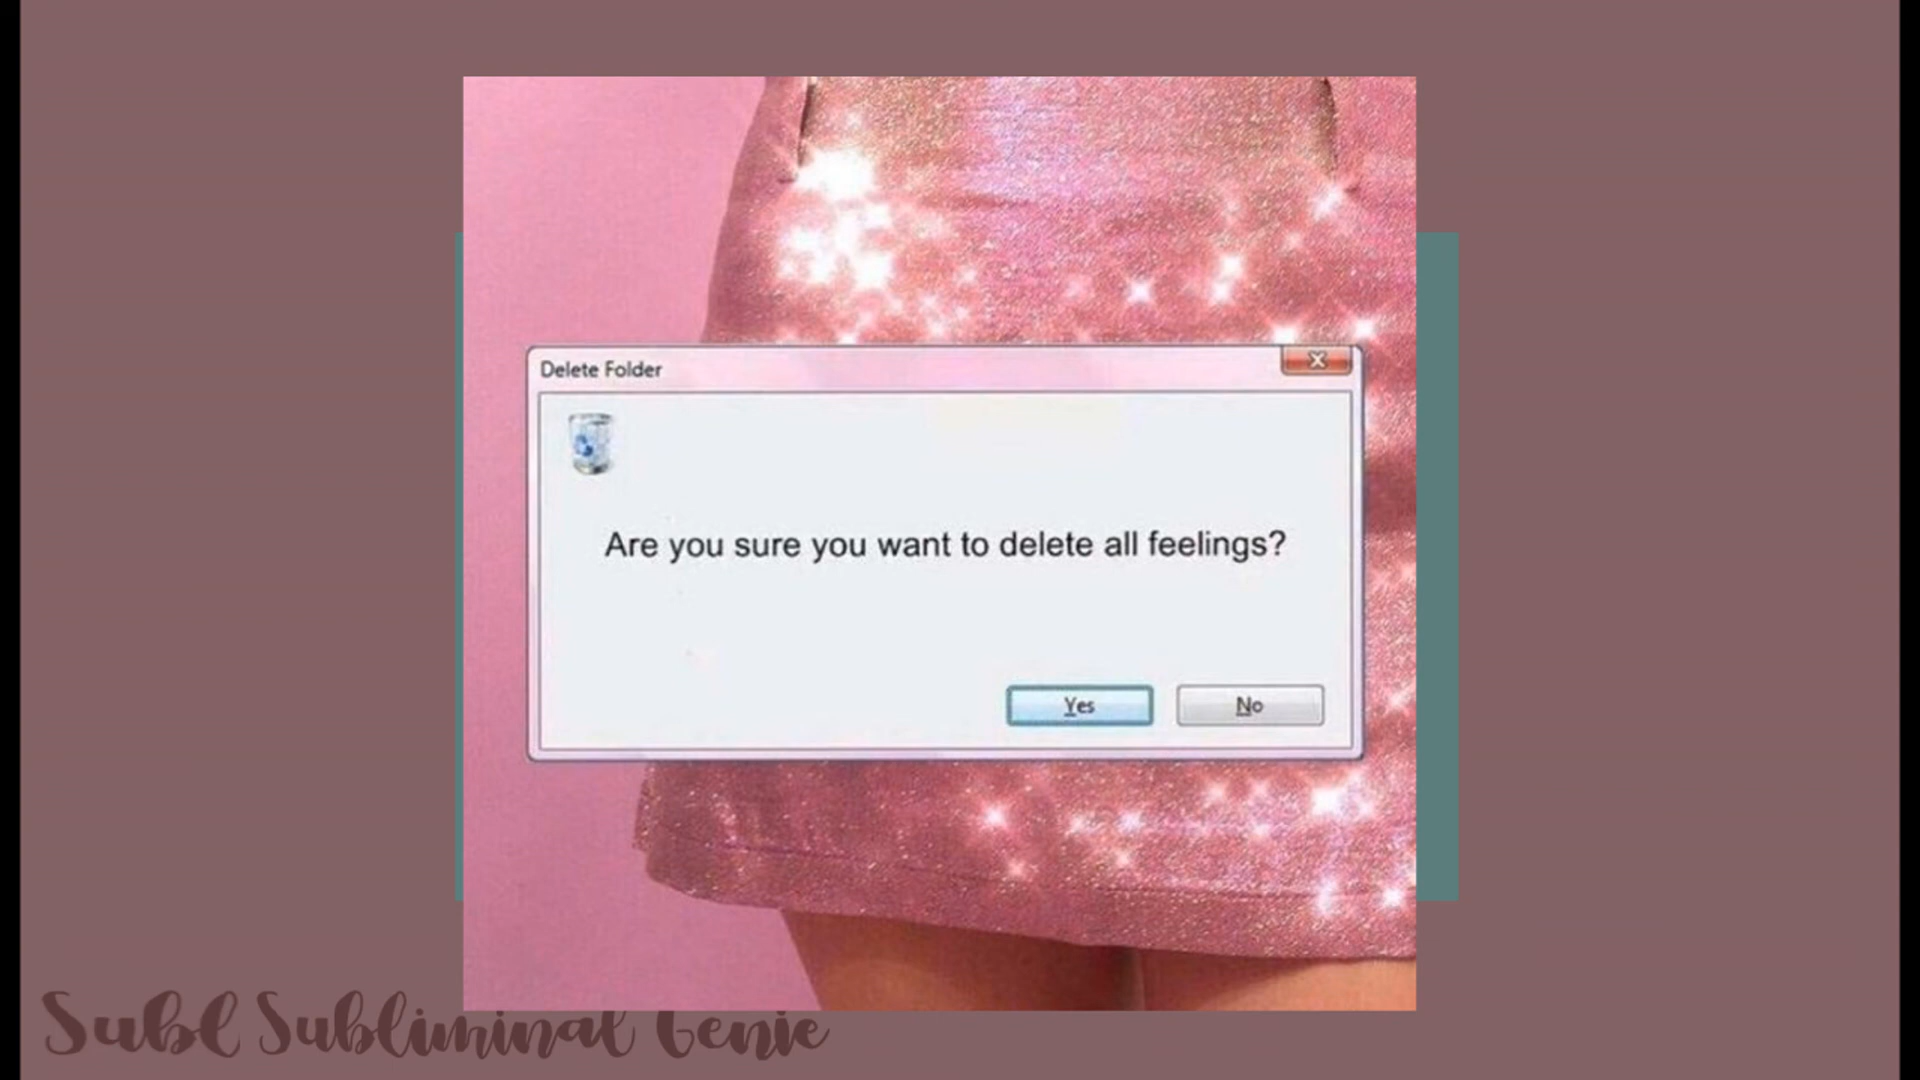 Delete Folder
Are you sure you want to delete all feelings?
Yes
No
Subl Subliminal Genie